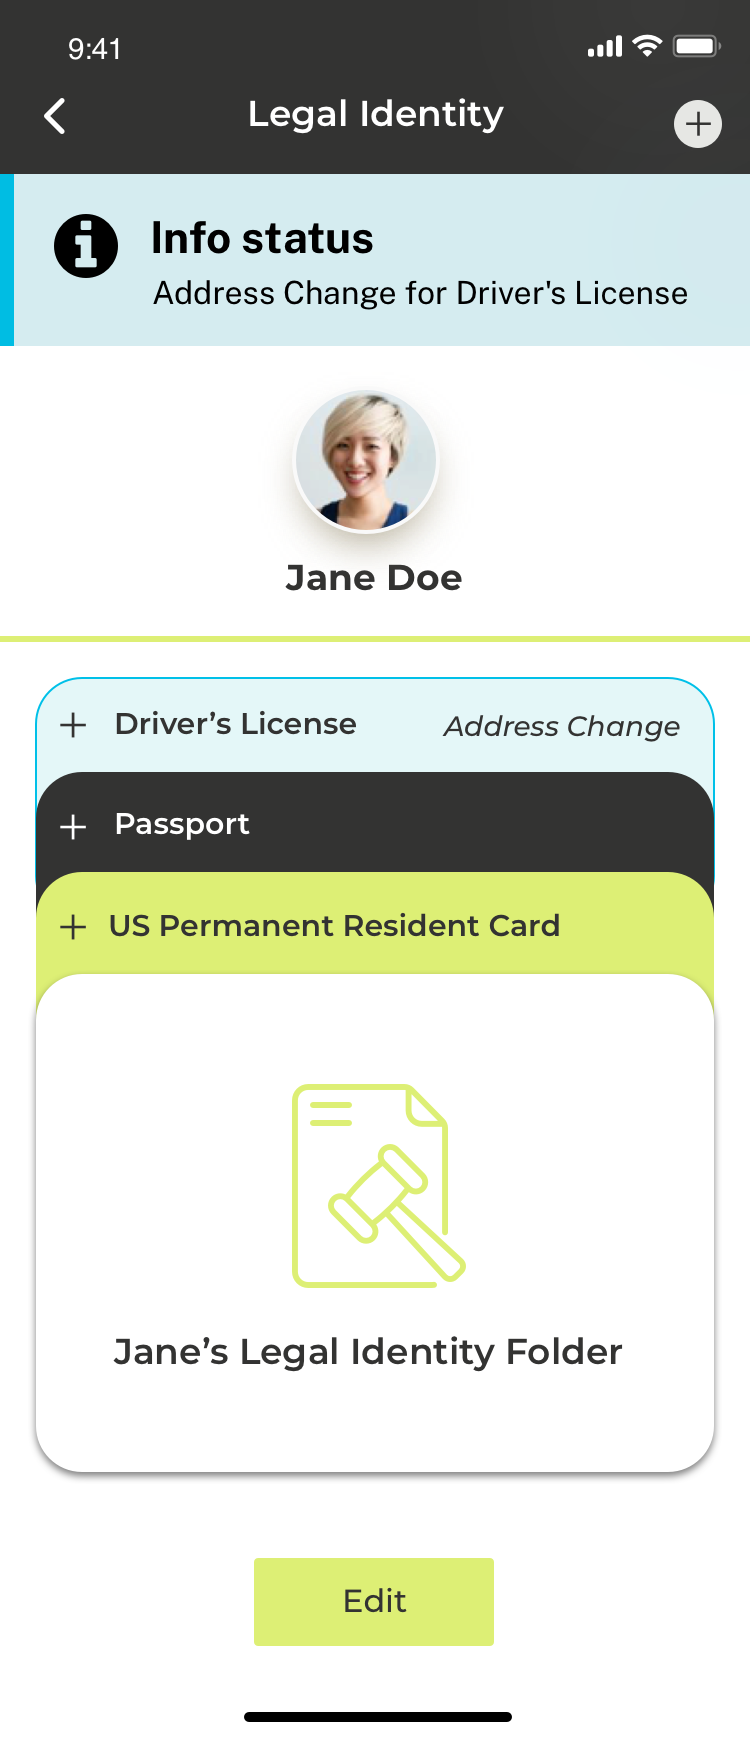 9:41
Legal Identity
Info status
Address Change for Driver's License
Jane Doe
Driver’s License
Address Change
Passport
US Permanent Resident Card
Jane’s Legal Identity Folder
Edit